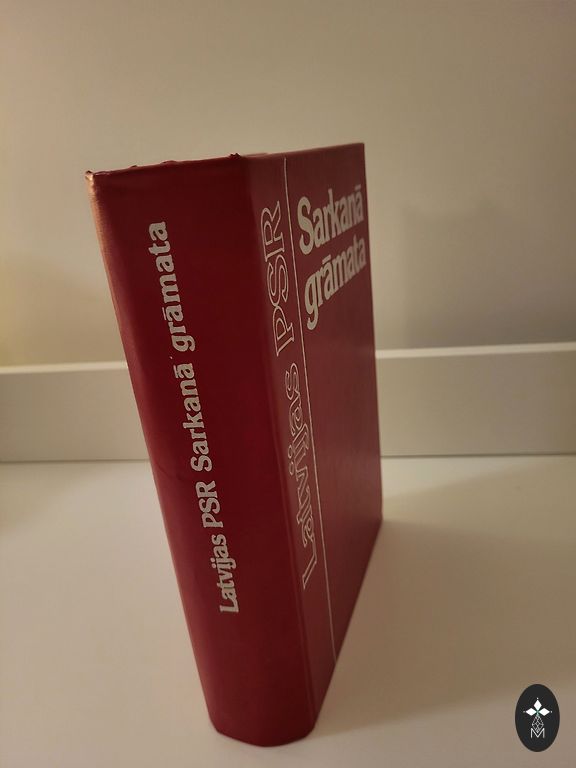 Latvijas PSR Sarkanā grāmata
Latvijas PSR
Sarkanā
grāmata
M